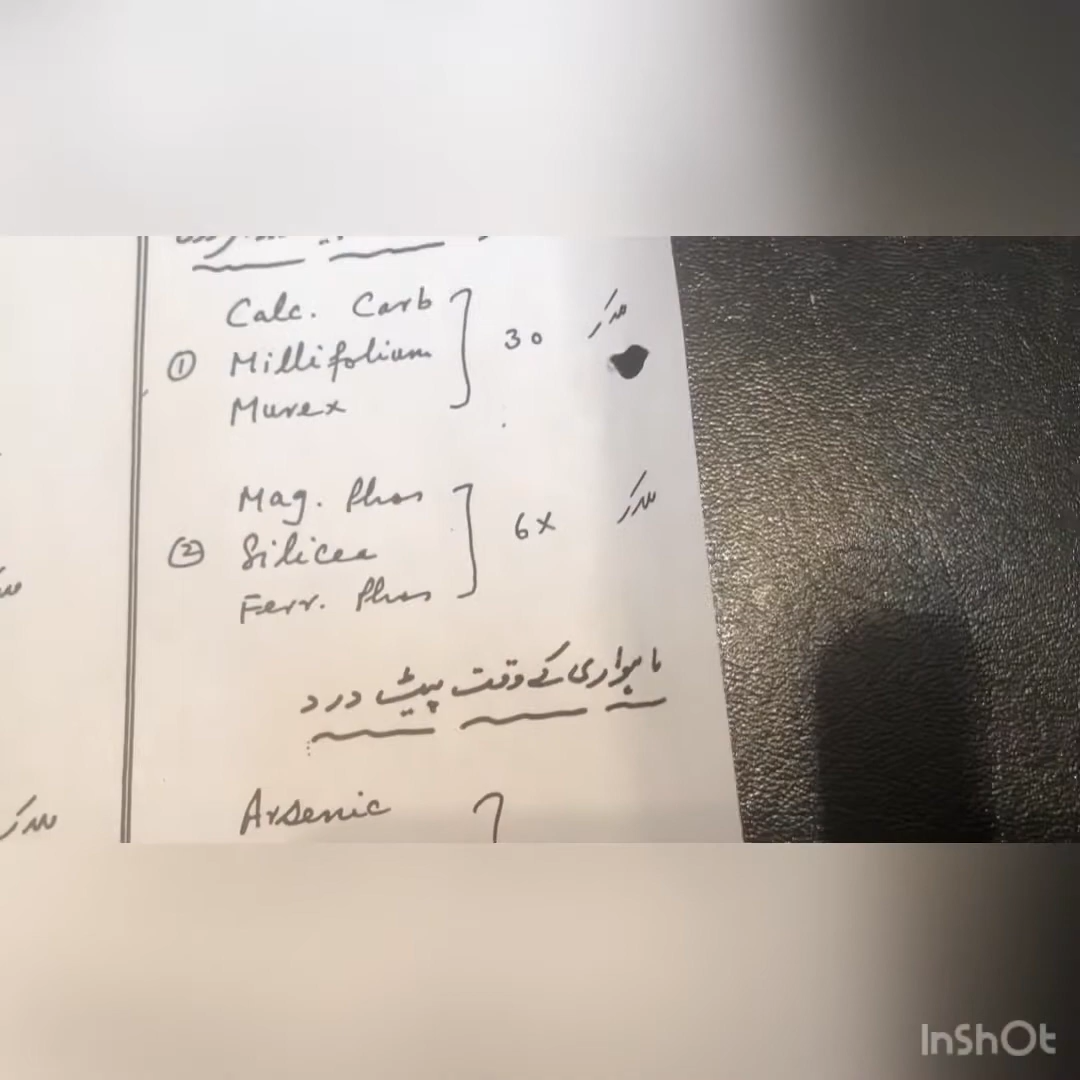 Calc. Carb
① Millifolium 30
Murex
Mag. Phos
② Silicea 6x
Ferr. Phos
ماہواری کے وقت پیٹ درد
Arsenic
InShOt